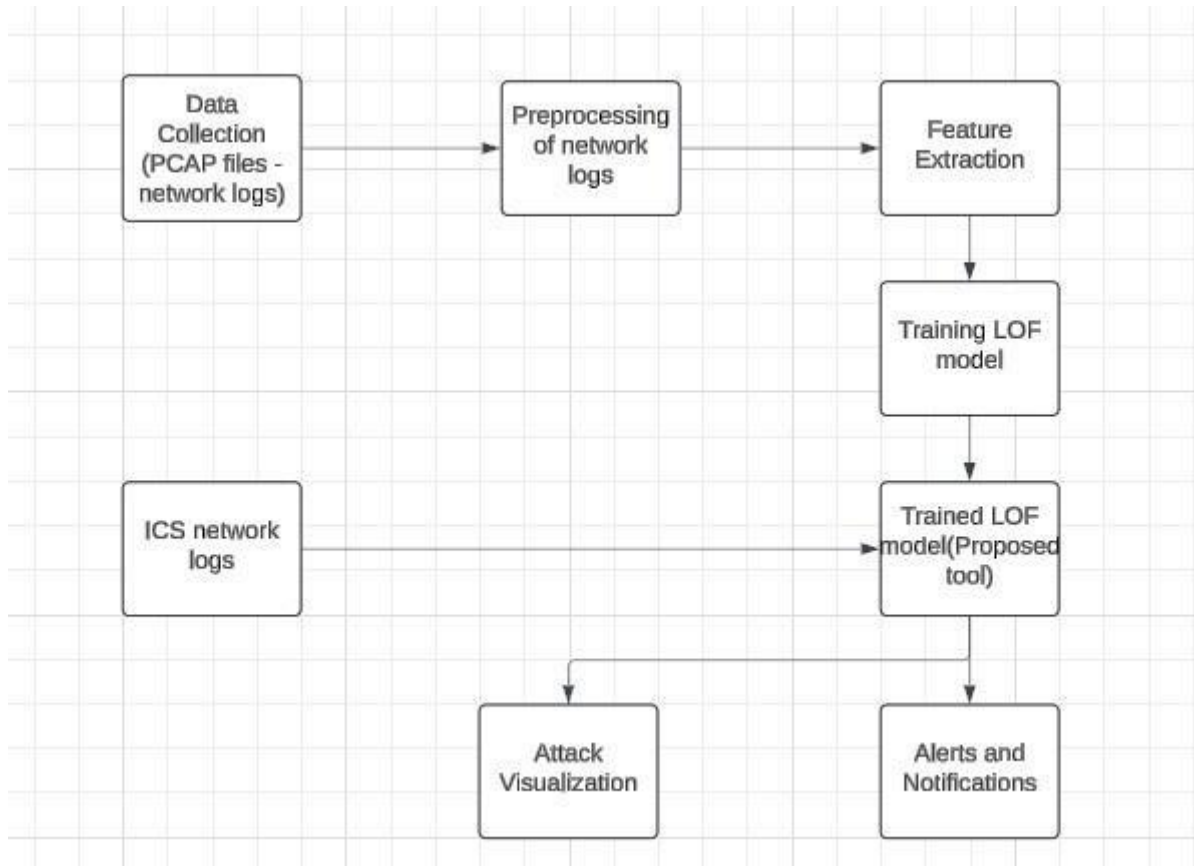 Data
Collection
(PCAP files -
network logs)
Preprocessing
of network
logs
Feature
Extraction
Training LOF
model
ICS network
logs
Trained LOF
model(Proposed
tool)
Attack
Visualization
Alerts and
Notifications